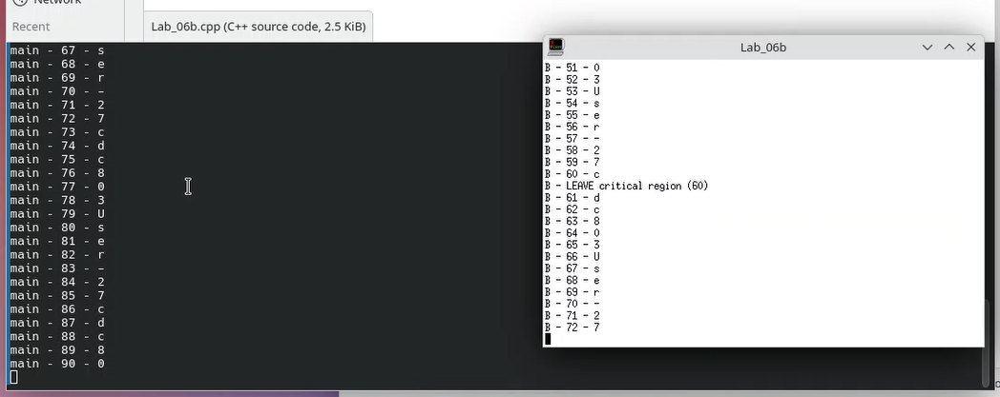 Network
Recent
Lab_06b.cpp (C++ source code, 2.5 KiB)
main - 67 - s
main - 68 - e
main - 69 - r
main - 70 - -
main - 71 - 2
main - 72 - 7
main - 73 - c
main - 74 - d
main - 75 - c
main - 76 - 8
main - 77 - 0
main - 78 - 3
main - 79 - U
main - 80 - s
main - 81 - e
main - 82 - r
main - 83 - -
main - 84 - 2
main - 85 - 7
main - 86 - c
main - 87 - d
main - 88 - c
main - 89 - 8
main - 90 - 0
Lab_06b
B - 51 - 0
B - 52 - 3
B - 53 - U
B - 54 - s
B - 55 - e
B - 56 - r
B - 57 - -
B - 58 - 2
B - 59 - 7
B - 60 - c
B - LEAVE critical region (60)
B - 61 - d
B - 62 - c
B - 63 - 8
B - 64 - 0
B - 65 - 3
B - 66 - U
B - 67 - s
B - 68 - e
B - 69 - r
B - 70 - -
B - 71 - 2
B - 72 - 7